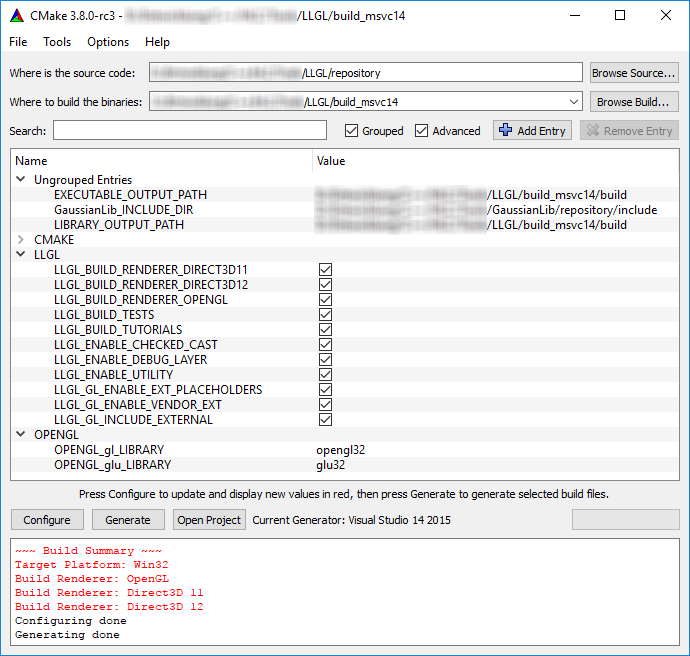 CMake 3.8.0-rc3 - /LLGL/build_msvc14
File Tools Options Help
Where is the source code: /LLGL/repository Browse Source...
Where to build the binaries: /LLGL/build_msvc14 Browse Build...
Search: Grouped Advanced Add Entry Remove Entry
Name Value
Ungrouped Entries
EXECUTABLE_OUTPUT_PATH /LLGL/build_msvc14/build
GaussianLib_INCLUDE_DIR /GaussianLib/repository/include
LIBRARY_OUTPUT_PATH /LLGL/build_msvc14/build
CMAKE
LLGL
LLGL_BUILD_RENDERER_DIRECT3D11
LLGL_BUILD_RENDERER_DIRECT3D12
LLGL_BUILD_RENDERER_OPENGL
LLGL_BUILD_TESTS
LLGL_BUILD_TUTORIALS
LLGL_ENABLE_CHECKED_CAST
LLGL_ENABLE_DEBUG_LAYER
LLGL_ENABLE_UTILITY
LLGL_GL_ENABLE_EXT_PLACEHOLDERS
LLGL_GL_ENABLE_VENDOR_EXT
LLGL_GL_INCLUDE_EXTERNAL
OPENGL
OPENGL_gl_LIBRARY opengl32
OPENGL_glu_LIBRARY glu32
Press Configure to update and display new values in red, then press Generate to generate selected build files.
Configure Generate Open Project Current Generator: Visual Studio 14 2015
~~~ Build Summary ~~~
Target Platform: Win32
Build Renderer: OpenGL
Build Renderer: Direct3D 11
Build Renderer: Direct3D 12
Configuring done
Generating done